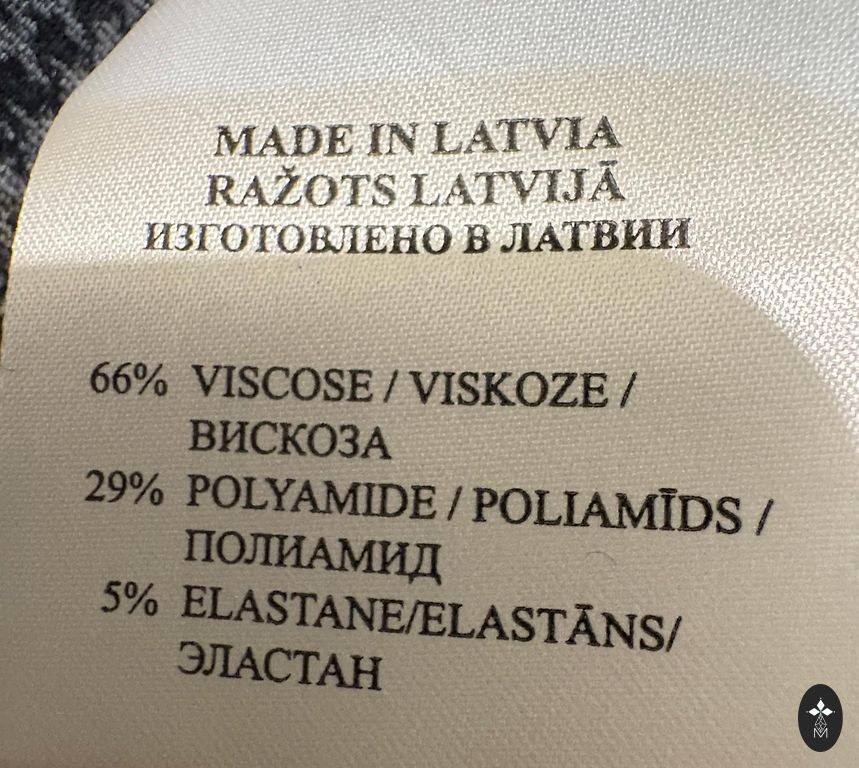 MADE IN LATVIA
RAŽOTS LATVIJĀ
ИЗГОТОВЛЕНО В ЛАТВИИ
66% VISCOSE / VISKOZE /
ВИСКОЗА
29% POLYAMIDE / POLIAMĪDS /
ПОЛИАМИД
5% ELASTANE/ELASTĀNS/
ЭЛАСТАН
M